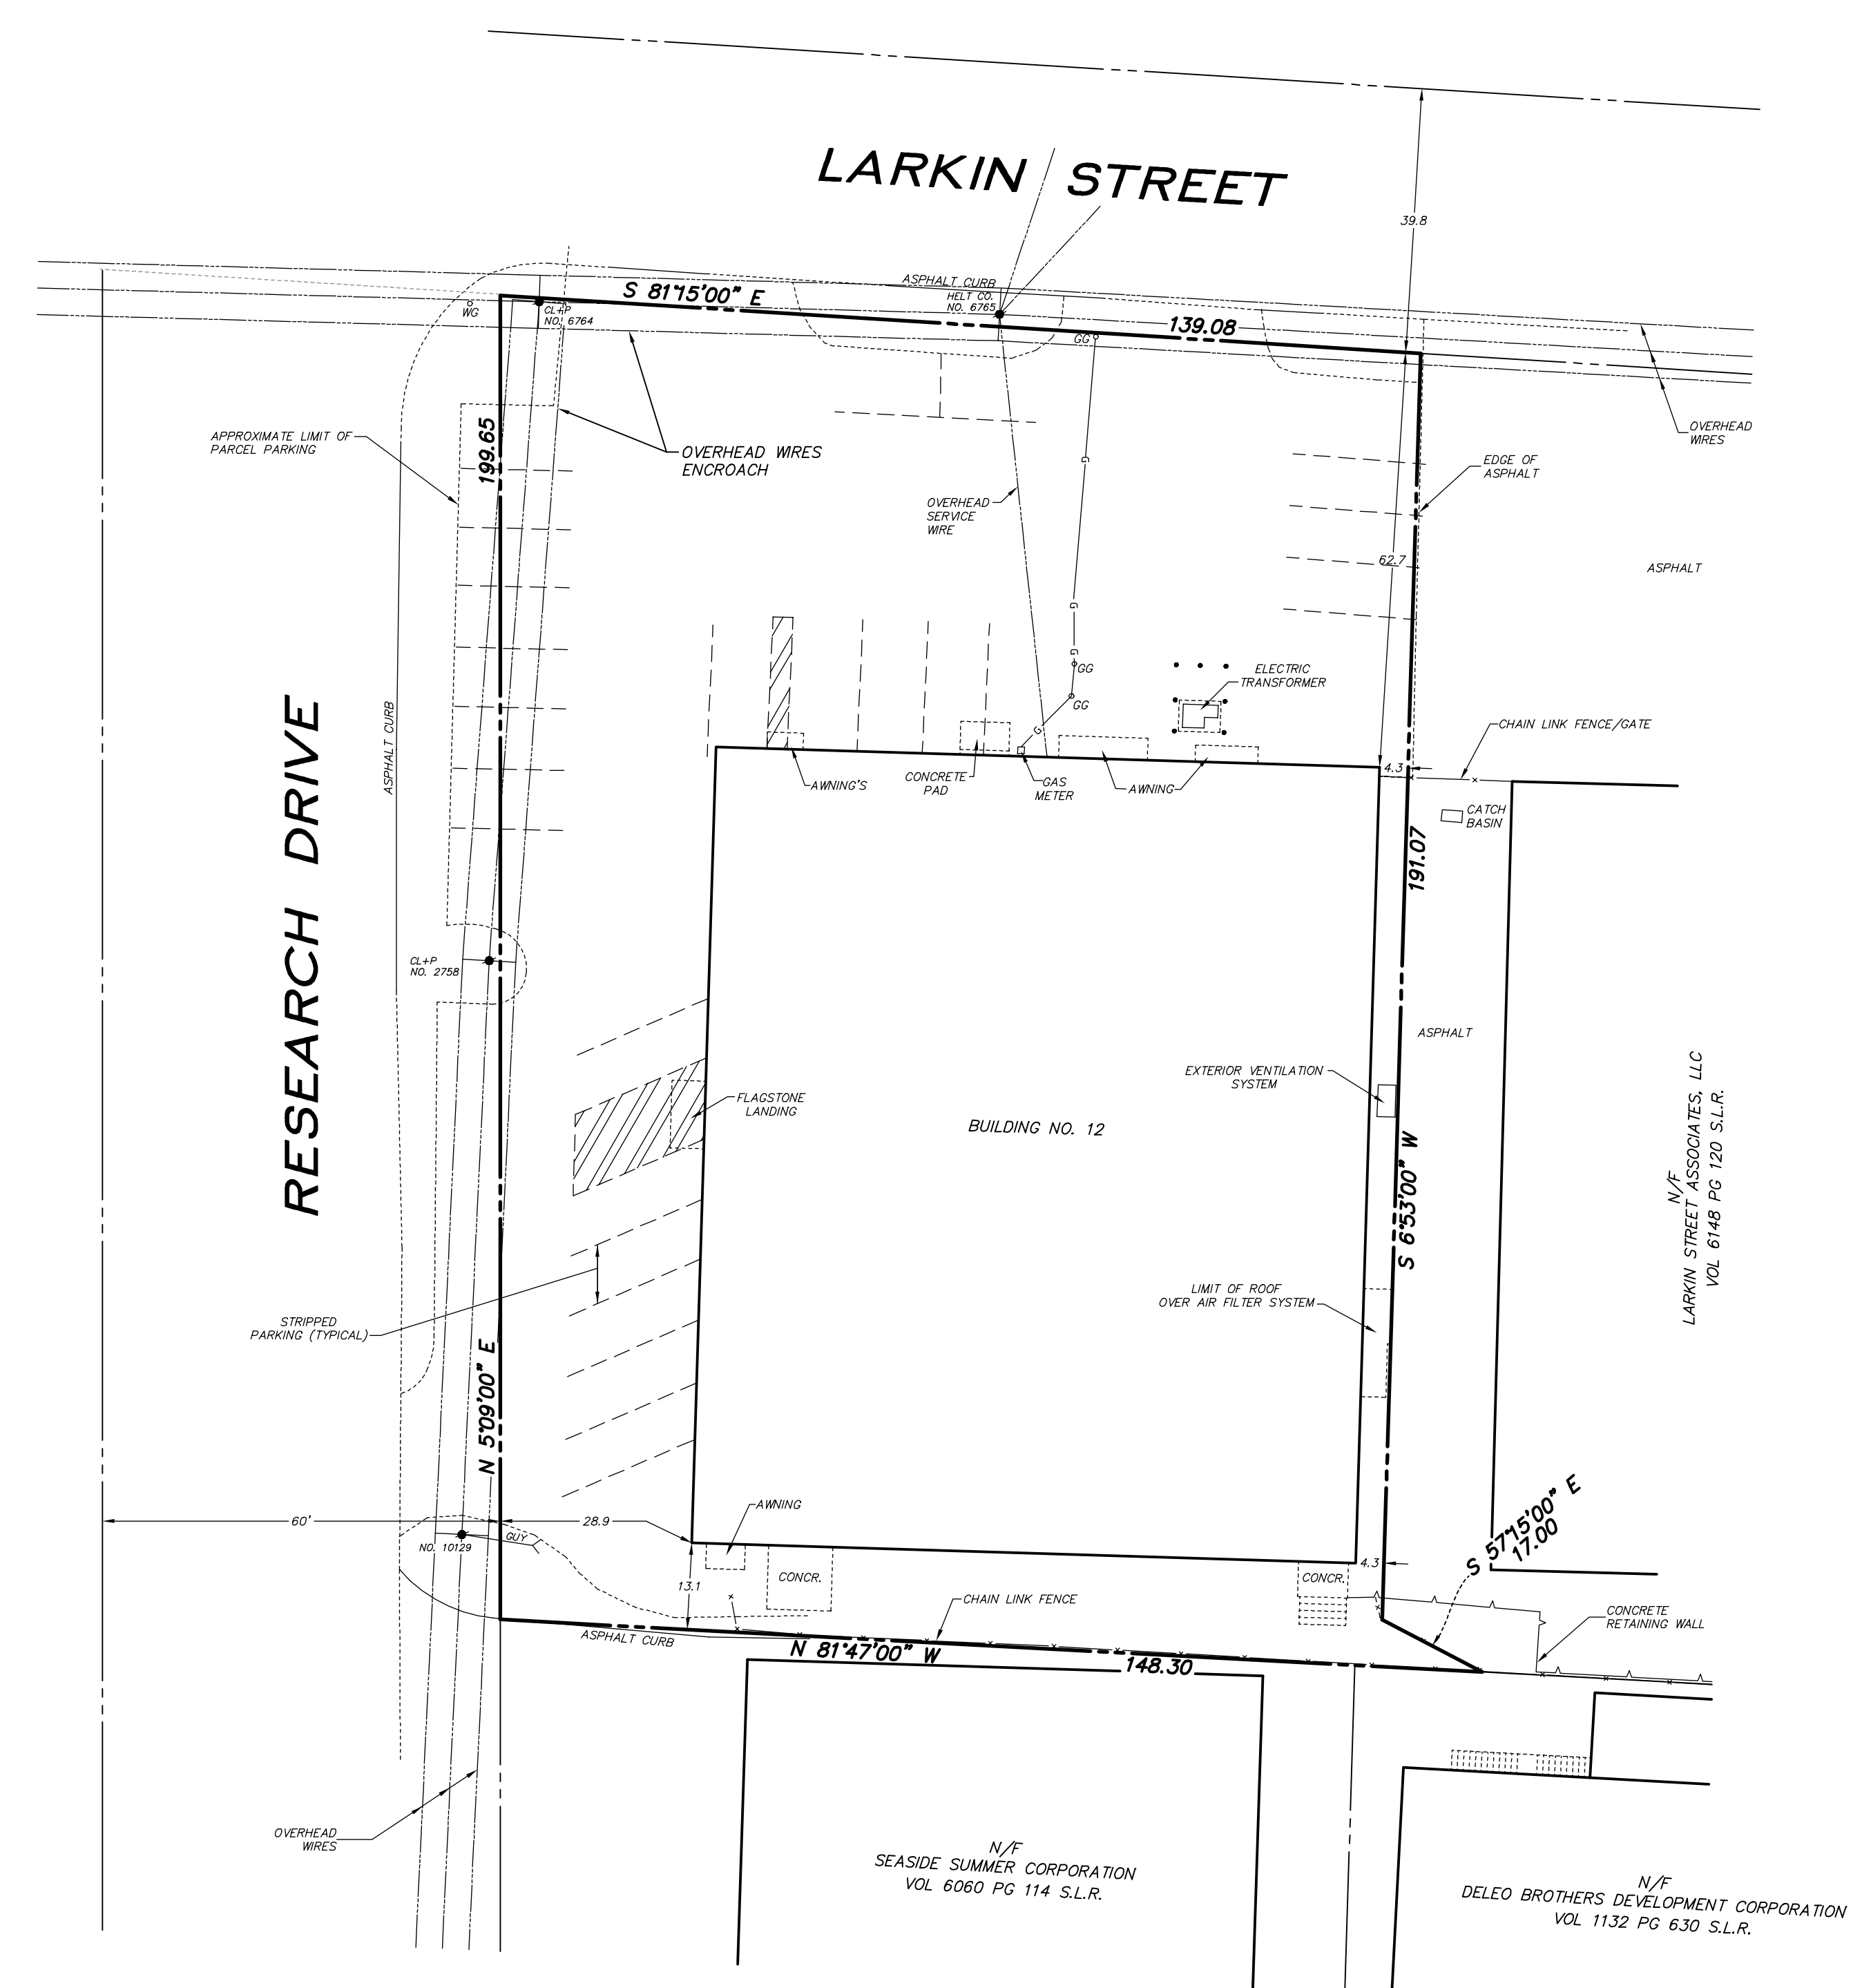 LARKIN STREET
39.8
ASPHALT CURB
S 81°15'00" E
HELT CO.
NO. 6765
WG
CL+P
NO. 6764
139.08
GG
OVERHEAD
WIRES
199.65
APPROXIMATE LIMIT OF
PARCEL PARKING
OVERHEAD WIRES
ENCROACH
G
EDGE OF
ASPHALT
OVERHEAD
SERVICE
WIRE
62.7
ASPHALT
G
G
GG
ELECTRIC
TRANSFORMER
GG
G
CHAIN LINK FENCE/GATE
ASPHALT CURB
RESEARCH DRIVE
AWNING'S
CONCRETE
PAD
GAS
METER
AWNING
4.3
CATCH
BASIN
191.07
CL+P
NO. 2758
ASPHALT
EXTERIOR VENTILATION
SYSTEM
FLAGSTONE
LANDING
BUILDING NO. 12
S 6°53'00" W
N/F
LARKIN STREET ASSOCIATES, LLC
VOL 6148 PG 120 S.L.R.
LIMIT OF ROOF
OVER AIR FILTER SYSTEM
STRIPPED
PARKING (TYPICAL)
N 5°09'00" E
AWNING
60'
28.9
GUY
NO. 10129
S 57°15'00" E
17.00
4.3
13.1
CONCR.
CONCR.
CHAIN LINK FENCE
CONCRETE
RETAINING WALL
ASPHALT CURB
N 81°47'00" W
148.30
OVERHEAD
WIRES
N/F
SEASIDE SUMMER CORPORATION
VOL 6060 PG 114 S.L.R.
N/F
DELEO BROTHERS DEVELOPMENT CORPORATION
VOL 1132 PG 630 S.L.R.